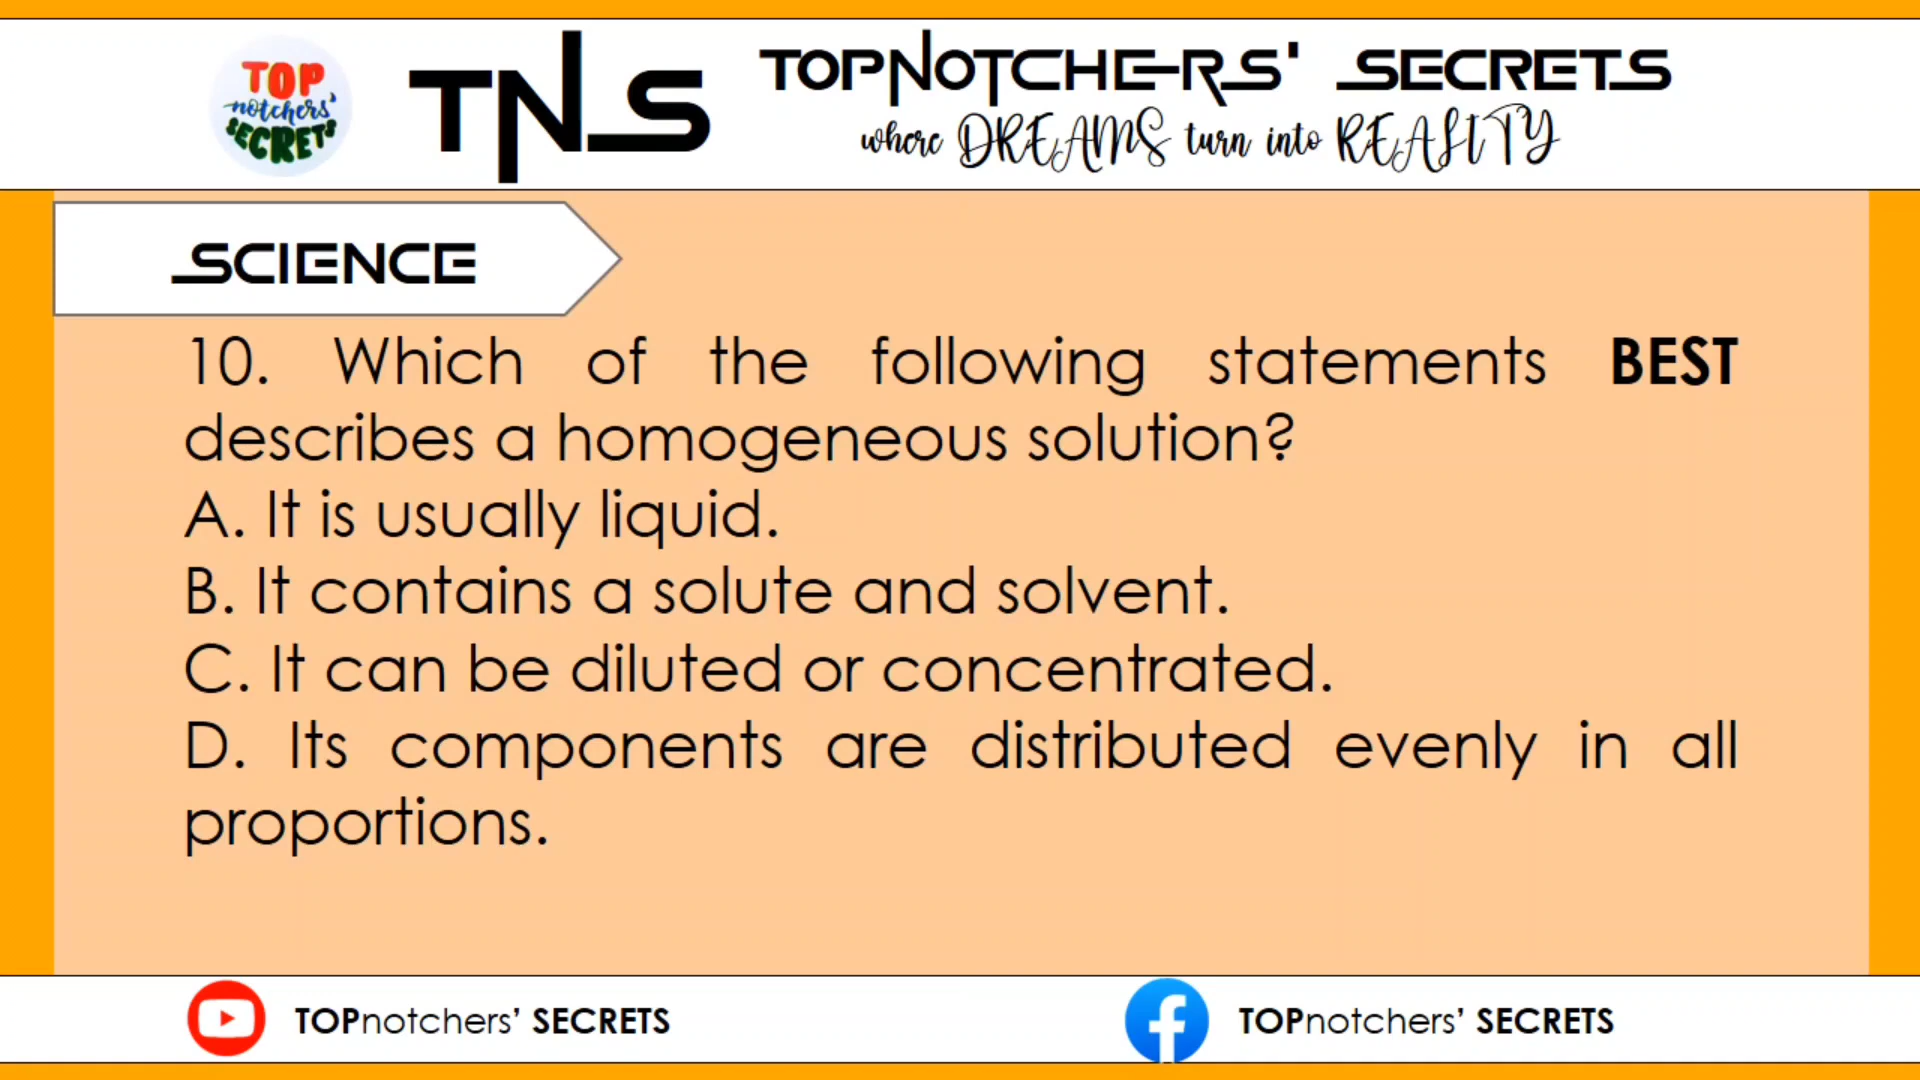 TOP
notchers'
SECRETS
TNS
TOPNOTCHERS' SECRETS
where DREAMS turn into REALITY
SCIENCE
10. Which of the following statements BEST
describes a homogeneous solution?
A. It is usually liquid.
B. It contains a solute and solvent.
C. It can be diluted or concentrated.
D. Its components are distributed evenly in all
proportions.
TOPnotchers' SECRETS
TOPnotchers' SECRETS